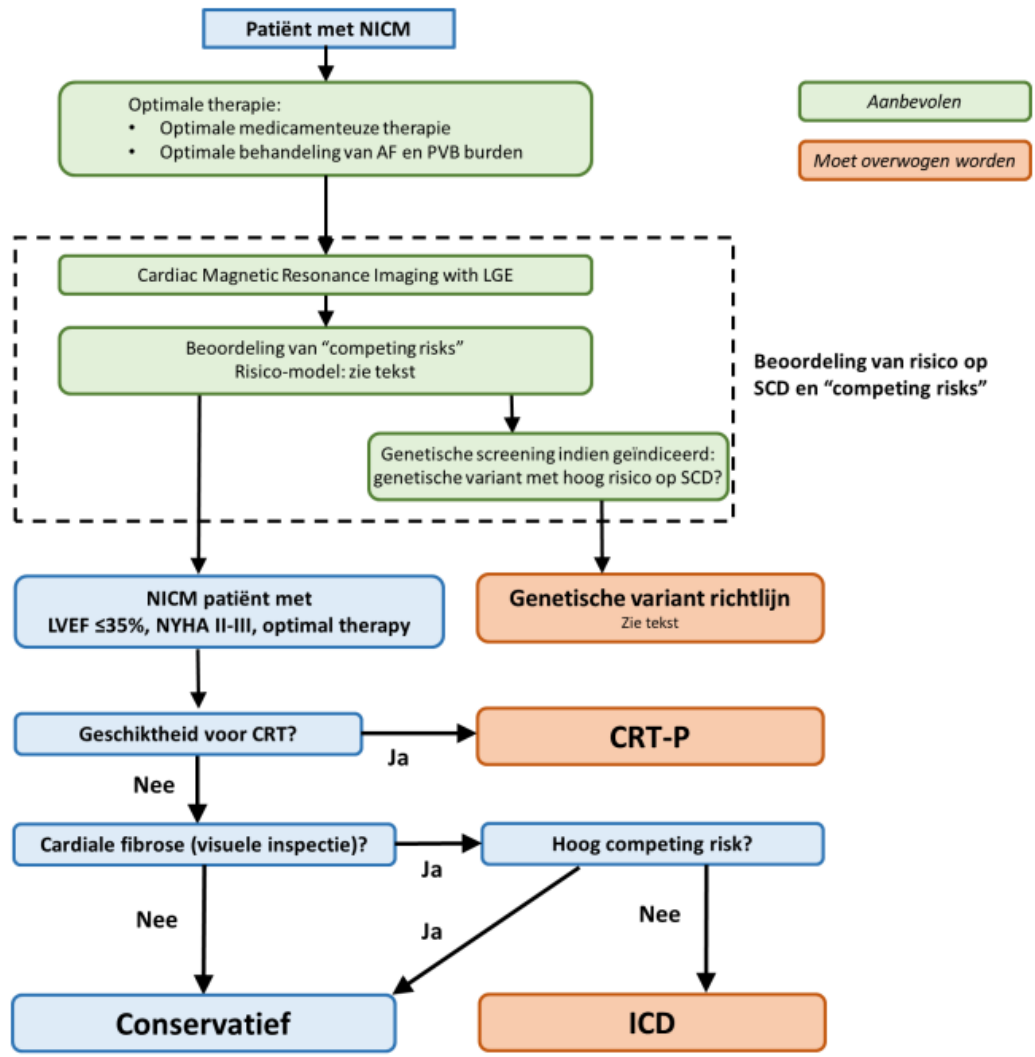 Patiënt met NICM
Optimale therapie:
• Optimale medicamenteuze therapie
• Optimale behandeling van AF en PVB burden
Aanbevolen
Moet overwogen worden
Cardiac Magnetic Resonance Imaging with LGE
Beoordeling van “competing risks”
Risico-model: zie tekst
Beoordeling van risico op
SCD en “competing risks”
Genetische screening indien geïndiceerd:
genetische variant met hoog risico op SCD?
NICM patiënt met
LVEF ≤35%, NYHA II-III, optimal therapy
Genetische variant richtlijn
Zie tekst
Geschiktheid voor CRT?
Ja
CRT-P
Nee
Cardiale fibrose (visuele inspectie)?
Ja
Hoog competing risk?
Nee
Ja
Nee
Conservatief
ICD